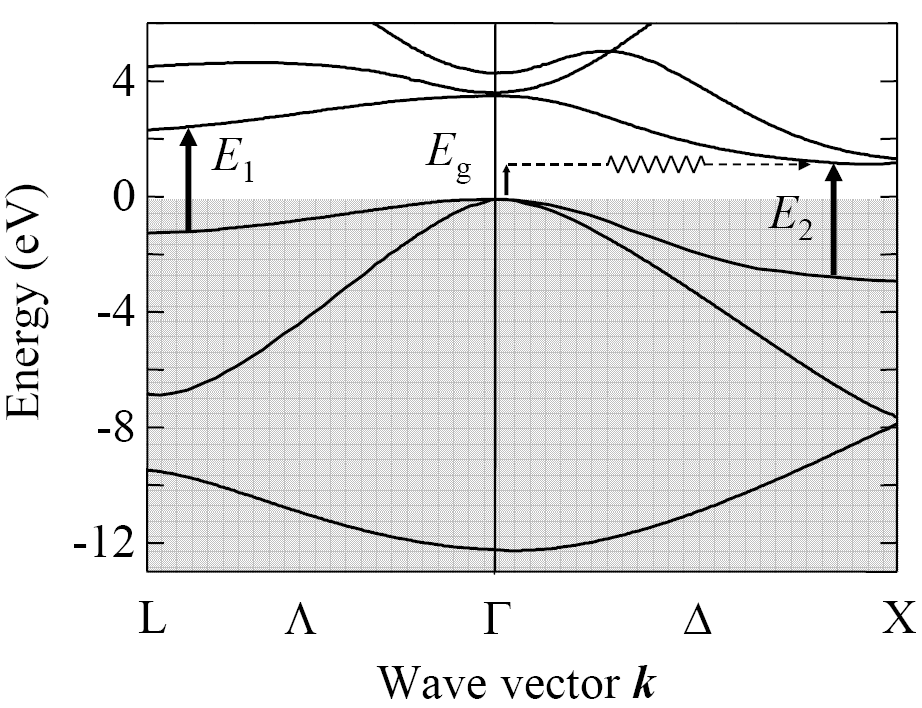 4
E1
Eg
0
E2
-4
-8
-12
Energy (eV)
L Λ Γ Δ X
Wave vector k